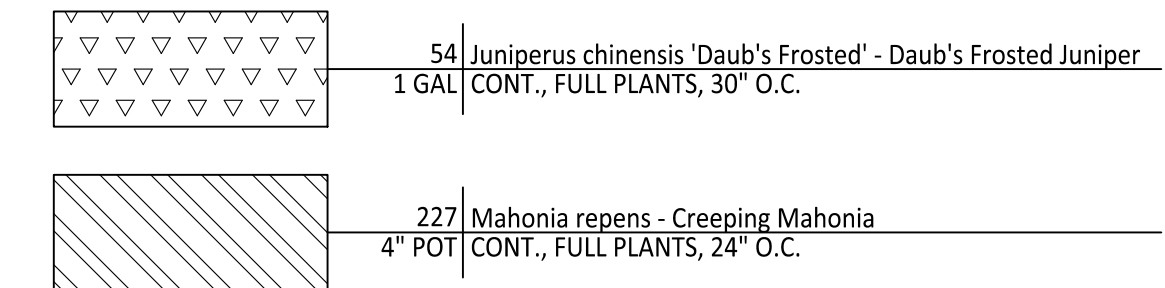 54 Juniperus chinensis 'Daub's Frosted' - Daub's Frosted Juniper
1 GAL CONT., FULL PLANTS, 30" O.C.
227 Mahonia repens - Creeping Mahonia
4" POT CONT., FULL PLANTS, 24" O.C.